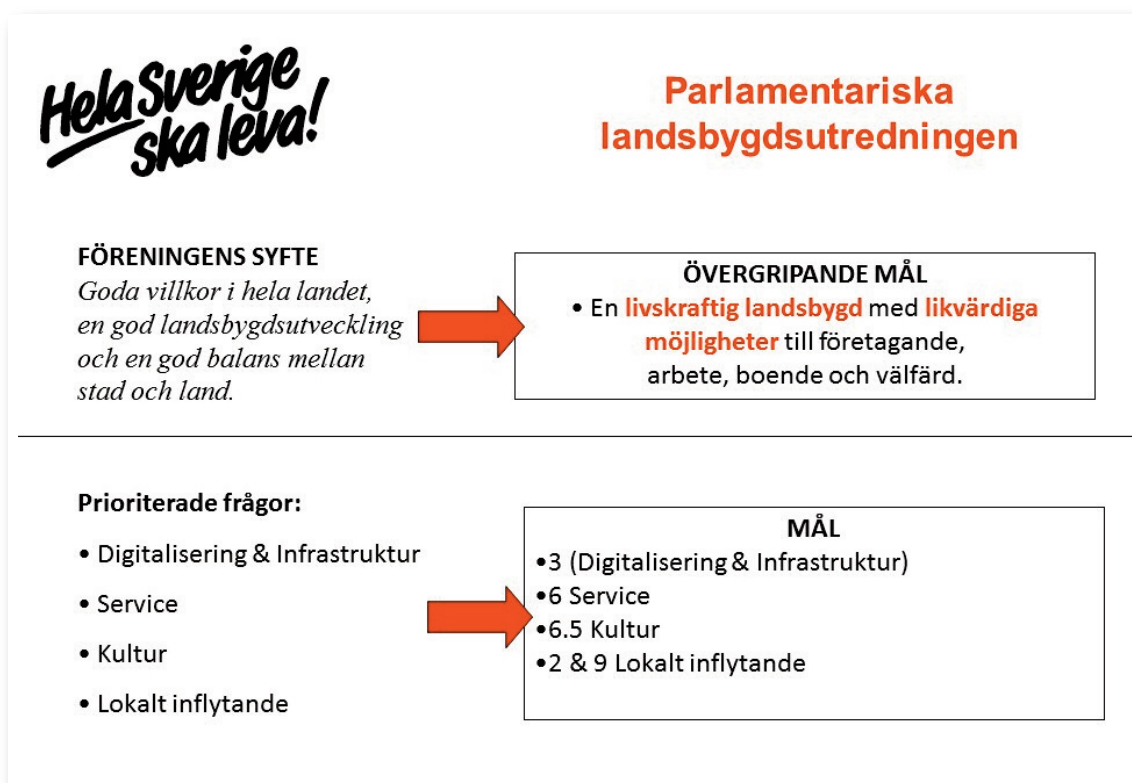 Hela Sverige
ska leva!
Parlamentariska
landsbygdsutredningen
FÖRENINGENS SYFTE
Goda villkor i hela landet,
en god landsbygdsutveckling
och en god balans mellan
stad och land.
ÖVERGRIPANDE MÅL
• En livskraftig landsbygd med likvärdiga
möjligheter till företagande,
arbete, boende och välfärd.
Prioriterade frågor:
• Digitalisering & Infrastruktur
• Service
• Kultur
• Lokalt inflytande
MÅL
•3 (Digitalisering & Infrastruktur)
•6 Service
•6.5 Kultur
•2 & 9 Lokalt inflytande